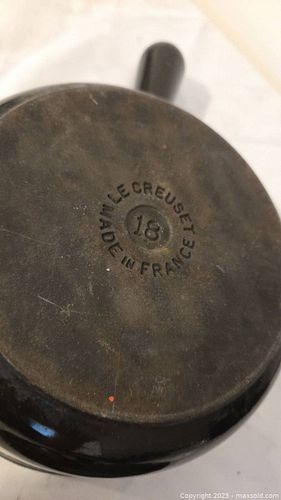 LE CREUSET
18
MADE IN FRANCE
Copyright 2023 - maxsold.com